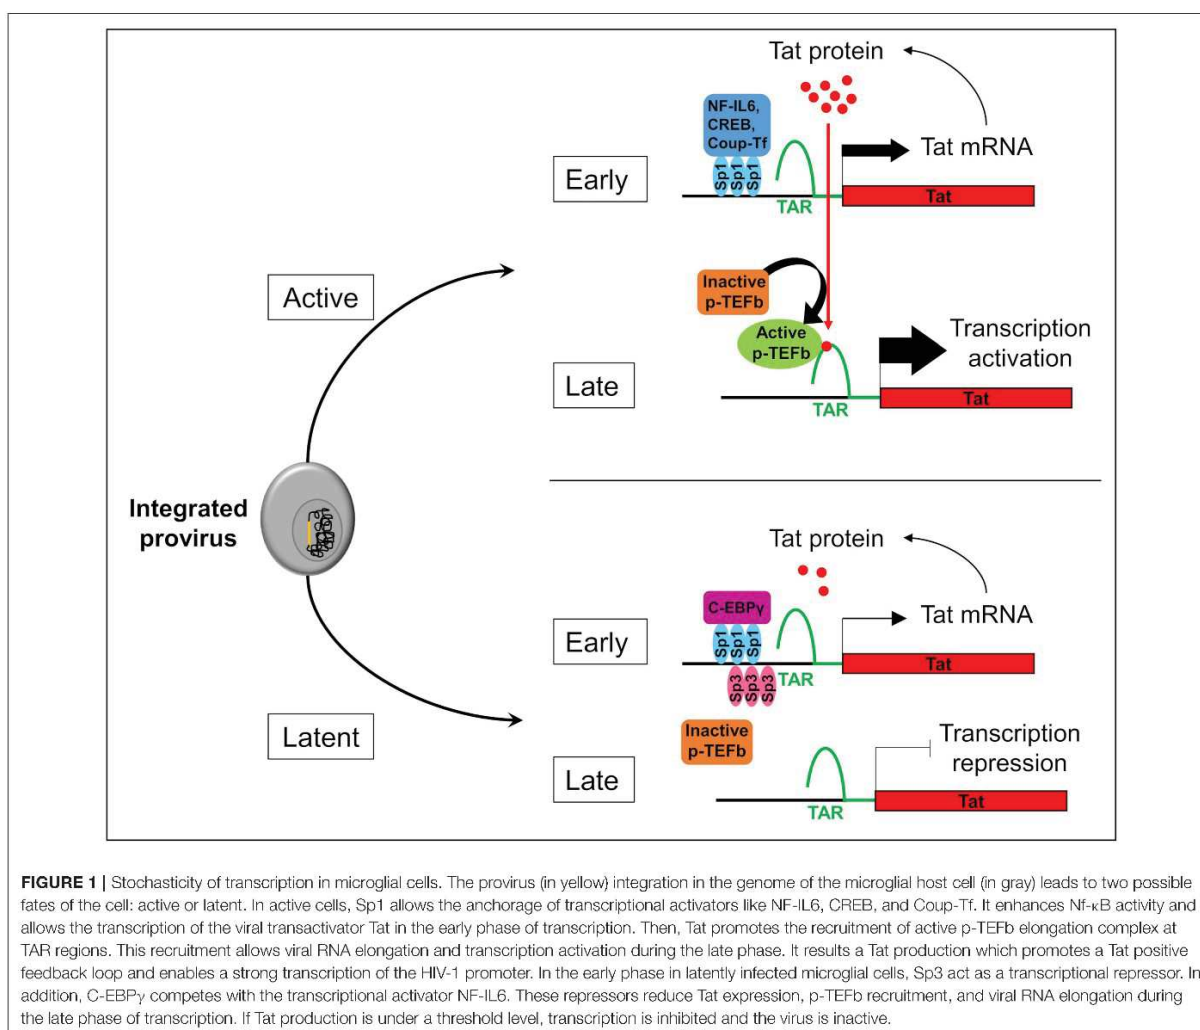 Tat protein
NF-IL6,
CREB,
Coup-Tf
Sp1 Sp1 Sp1
Early
Tat mRNA
TAR
Tat
Active
Inactive
p-TEFb
Active
p-TEFb
Transcription
activation
Late
TAR
Tat
Integrated
provirus
Tat protein
C-EBPγ
Sp1 Sp1 Sp1
Early
Tat mRNA
Sp3 Sp3 Sp3
TAR
Tat
Latent
Inactive
p-TEFb
Transcription
repression
Late
TAR
Tat
FIGURE 1 | Stochasticity of transcription in microglial cells. The provirus (in yellow) integration in the genome of the microglial host cell (in gray) leads to two possible
fates of the cell: active or latent. In active cells, Sp1 allows the anchorage of transcriptional activators like NF-IL6, CREB, and Coup-Tf. It enhances Nf-κB activity and
allows the transcription of the viral transactivator Tat in the early phase of transcription. Then, Tat promotes the recruitment of active p-TEFb elongation complex at
TAR regions. This recruitment allows viral RNA elongation and transcription activation during the late phase. It results a Tat production which promotes a Tat positive
feedback loop and enables a strong transcription of the HIV-1 promoter. In the early phase in latently infected microglial cells, Sp3 act as a transcriptional repressor. In
addition, C-EBPγ competes with the transcriptional activator NF-IL6. These repressors reduce Tat expression, p-TEFb recruitment, and viral RNA elongation during
the late phase of transcription. If Tat production is under a threshold level, transcription is inhibited and the virus is inactive.